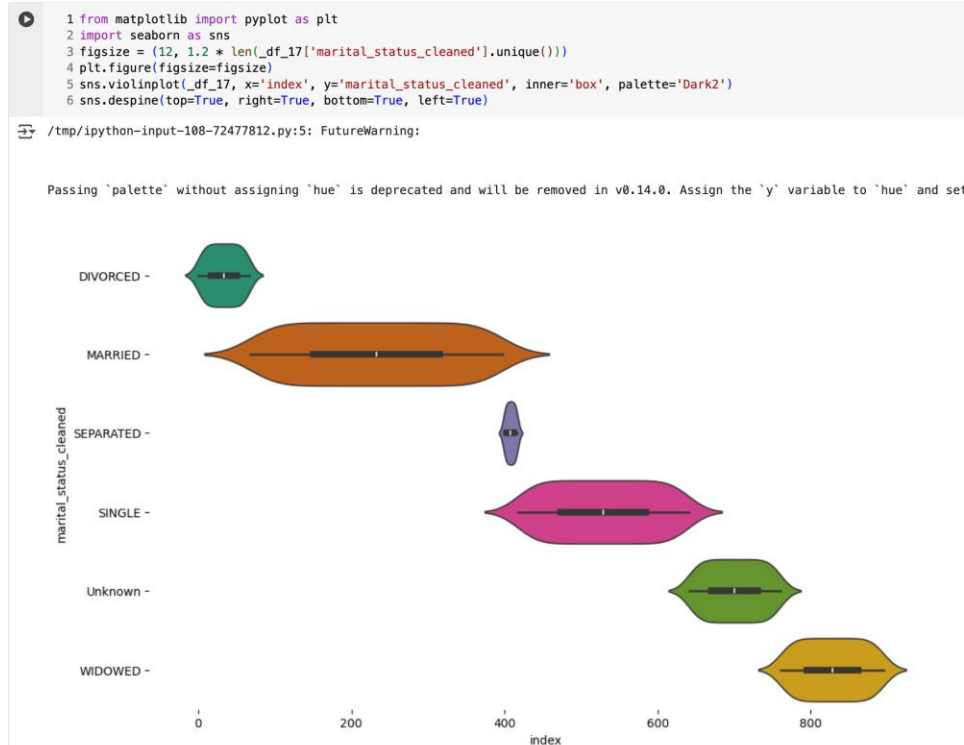 1 from matplotlib import pyplot as plt
2 import seaborn as sns
3 figsize = (12, 1.2 * len(_df_17['marital_status_cleaned'].unique()))
4 plt.figure(figsize=figsize)
5 sns.violinplot(_df_17, x='index', y='marital_status_cleaned', inner='box', palette='Dark2')
6 sns.despine(top=True, right=True, bottom=True, left=True)
/tmp/ipython-input-108-72477812.py:5: FutureWarning:
Passing `palette` without assigning `hue` is deprecated and will be removed in v0.14.0. Assign the `y` variable to `hue` and set
DIVORCED
MARRIED
SEPARATED
SINGLE
Unknown
WIDOWED
marital_status_cleaned
0 200 400 600 800
index